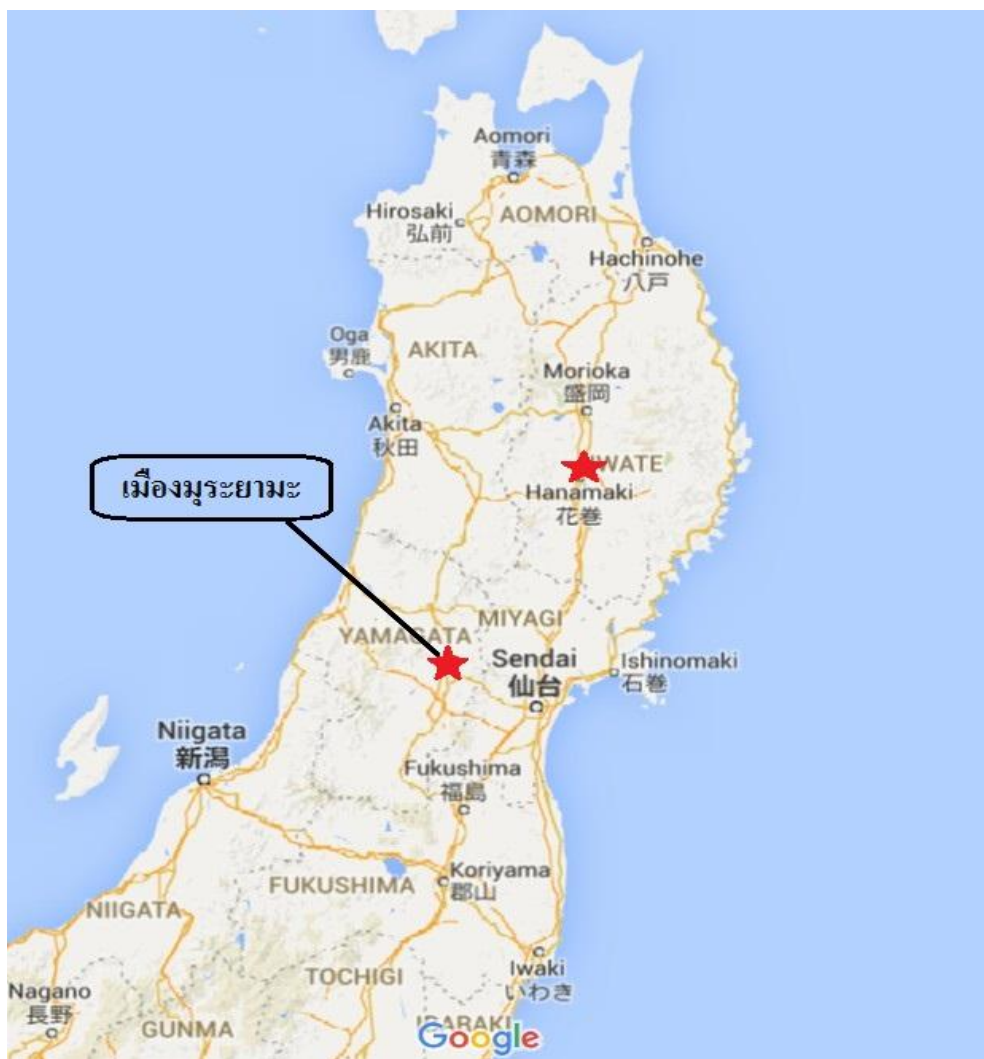 Aomori
青森
Hirosaki
弘前
AOMORI
Hachinohe
八戸
Oga
男鹿
AKITA
Morioka
盛岡
Akita
秋田
IWATE
เมืองมุระยามะ
Hanamaki
花巻
MIYAGI
YAMAGATA
Sendai
仙台
Ishinomaki
石巻
Niigata
新潟
Fukushima
福島
Koriyama
郡山
FUKUSHIMA
NIIGATA
Iwaki
いわき
TOCHIGI
Nagano
長野
GUNMA
IBARAKI
Google